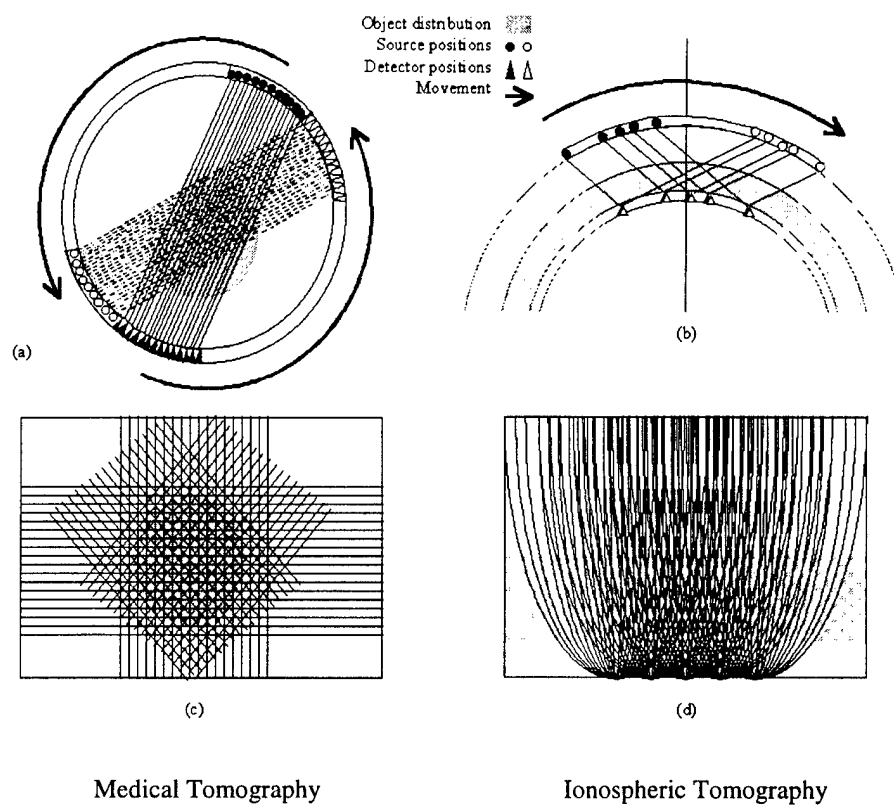 Object distribution
Source positions
Detector positions
Movement
(a)
(b)
(c)
(d)
Medical Tomography
Ionospheric Tomography